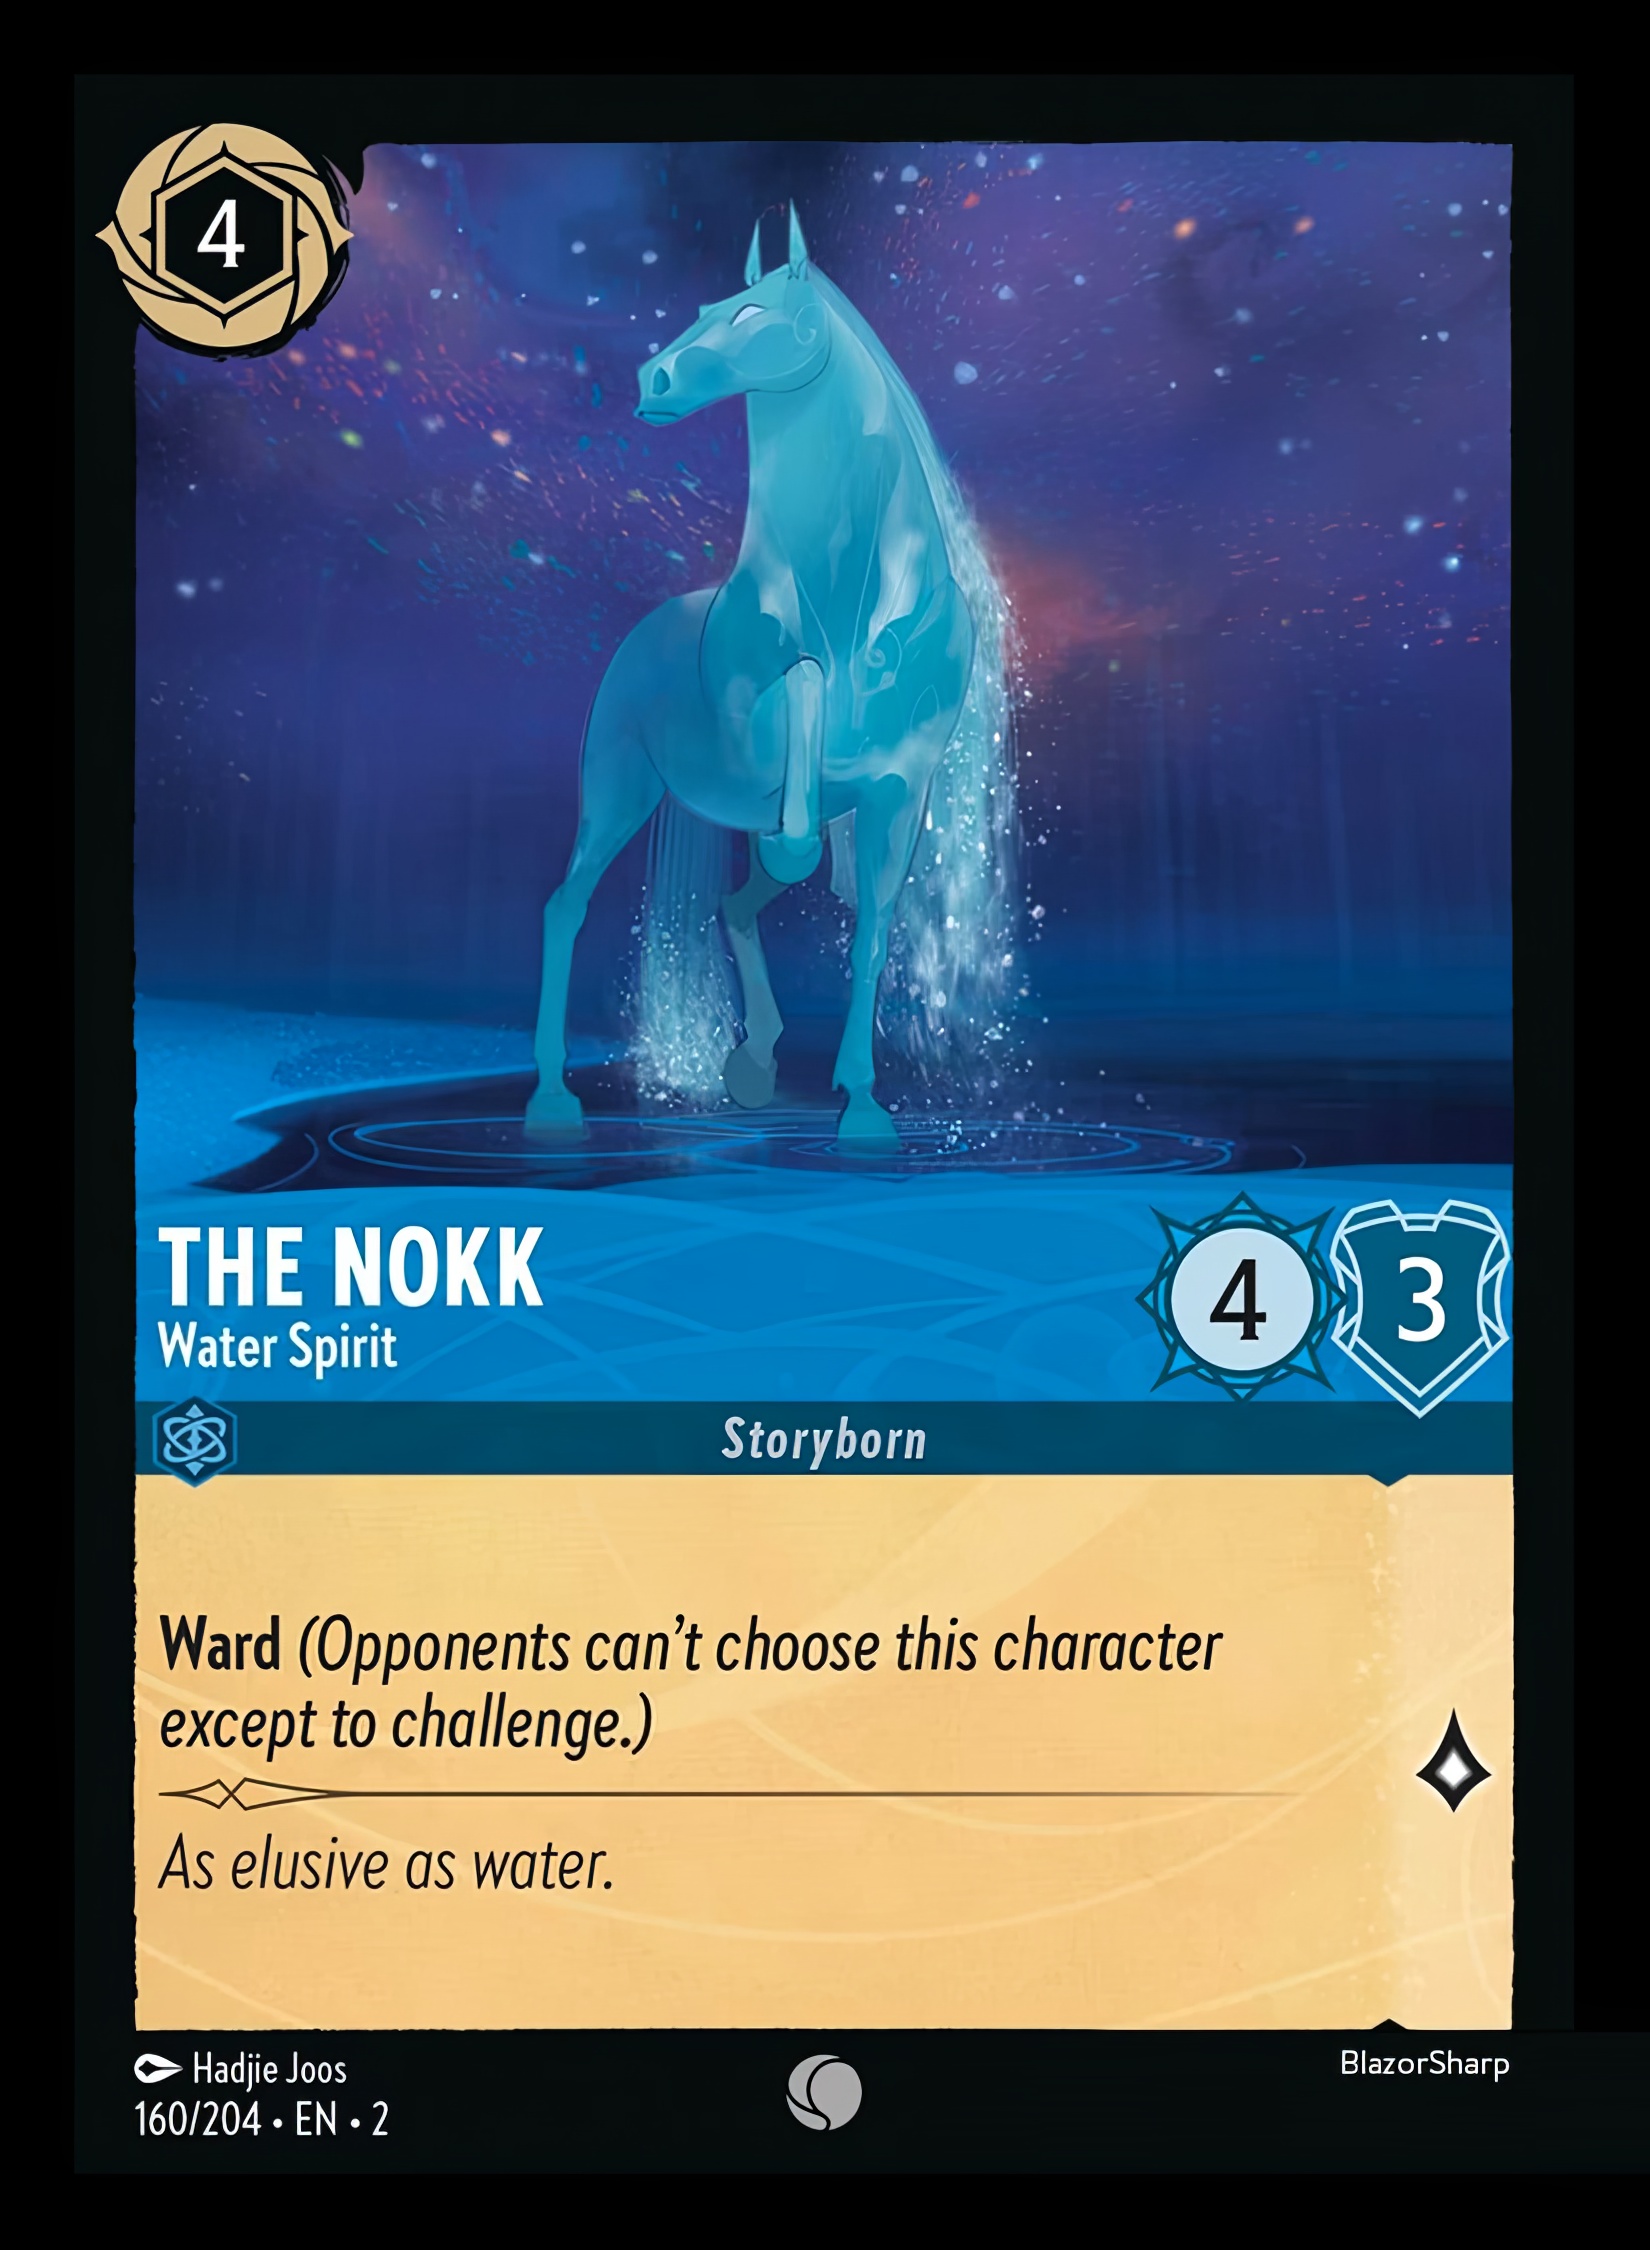 4
THE NOKK
Water Spirit
4 3
Storyborn
Ward (Opponents can't choose this character
except to challenge.)
As elusive as water.
Hadjie Joos
BlazorSharp
160/204 • EN • 2